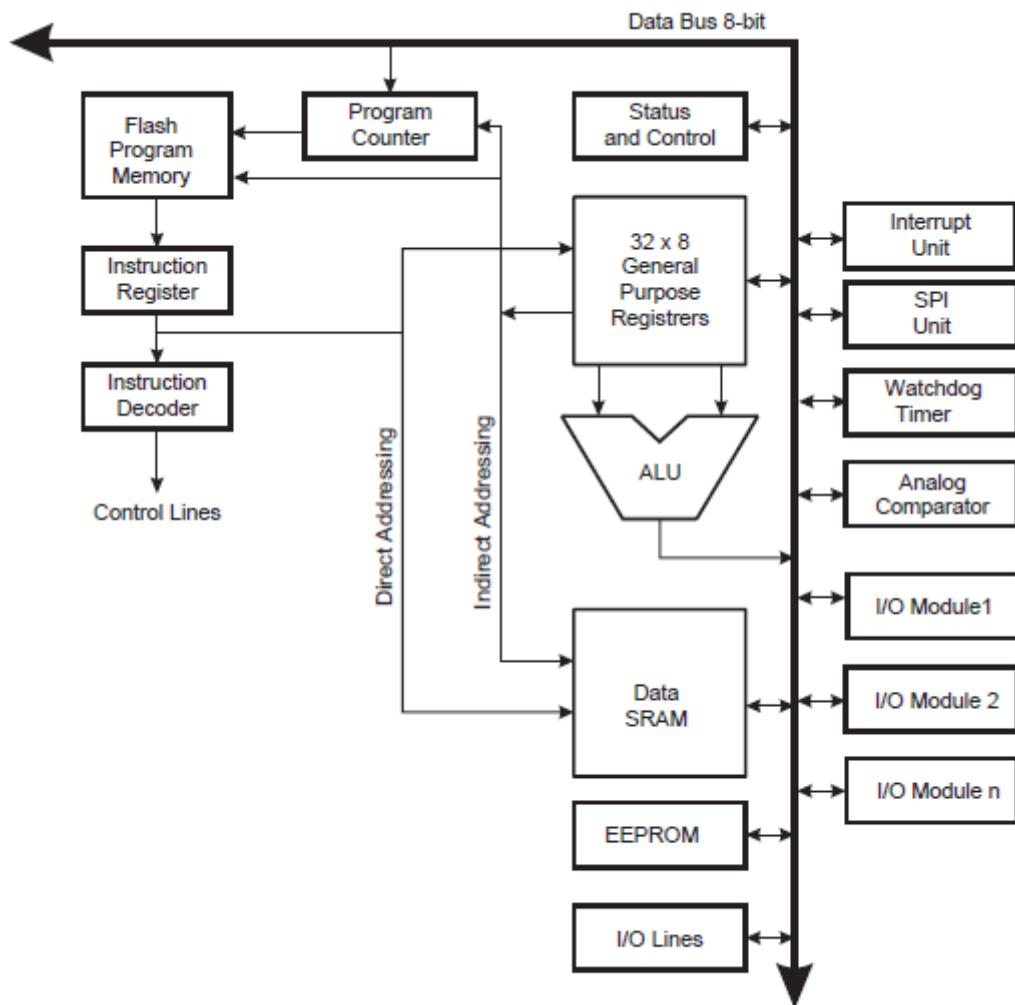 Data Bus 8-bit
Flash
Program
Memory
Program
Counter
Status
and Control
32 x 8
General
Purpose
Registrers
Interrupt
Unit
Instruction
Register
SPI
Unit
Instruction
Decoder
Watchdog
Timer
Control Lines
Direct Addressing
Indirect Addressing
ALU
Analog
Comparator
I/O Module1
Data
SRAM
I/O Module 2
I/O Module n
EEPROM
I/O Lines